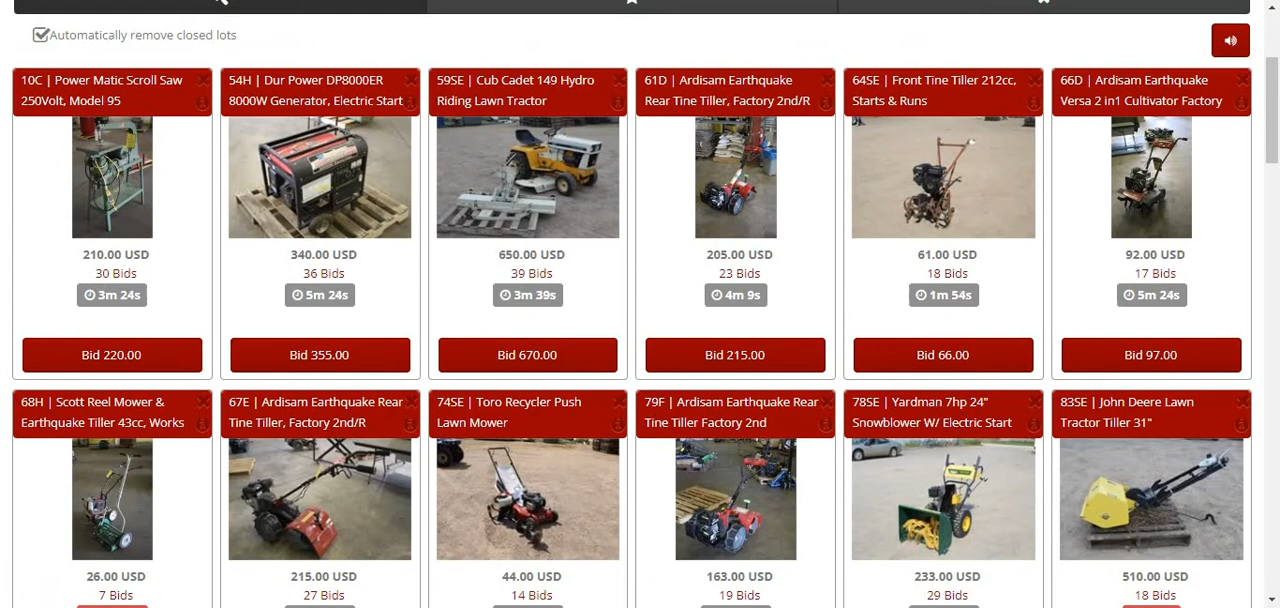 Automatically remove closed lots
10C | Power Matic Scroll Saw
250Volt, Model 95
54H | Dur Power DP8000ER
8000W Generator, Electric Start
59SE | Cub Cadet 149 Hydro
Riding Lawn Tractor
61D | Ardisam Earthquake
Rear Tine Tiller, Factory 2nd/R
64SE | Front Tine Tiller 212cc,
Starts & Runs
66D | Ardisam Earthquake
Versa 2 in1 Cultivator Factory
210.00 USD
30 Bids
3m 24s
Bid 220.00
340.00 USD
36 Bids
5m 24s
Bid 355.00
650.00 USD
39 Bids
3m 39s
Bid 670.00
205.00 USD
23 Bids
4m 9s
Bid 215.00
61.00 USD
18 Bids
1m 54s
Bid 66.00
92.00 USD
17 Bids
5m 24s
Bid 97.00
68H | Scott Reel Mower &
Earthquake Tiller 43cc, Works
67E | Ardisam Earthquake Rear
Tine Tiller, Factory 2nd/R
74SE | Toro Recycler Push
Lawn Mower
79F | Ardisam Earthquake Rear
Tine Tiller Factory 2nd
78SE | Yardman 7hp 24"
Snowblower W/ Electric Start
83SE | John Deere Lawn
Tractor Tiller 31"
26.00 USD
7 Bids
215.00 USD
27 Bids
44.00 USD
14 Bids
163.00 USD
19 Bids
233.00 USD
29 Bids
510.00 USD
18 Bids